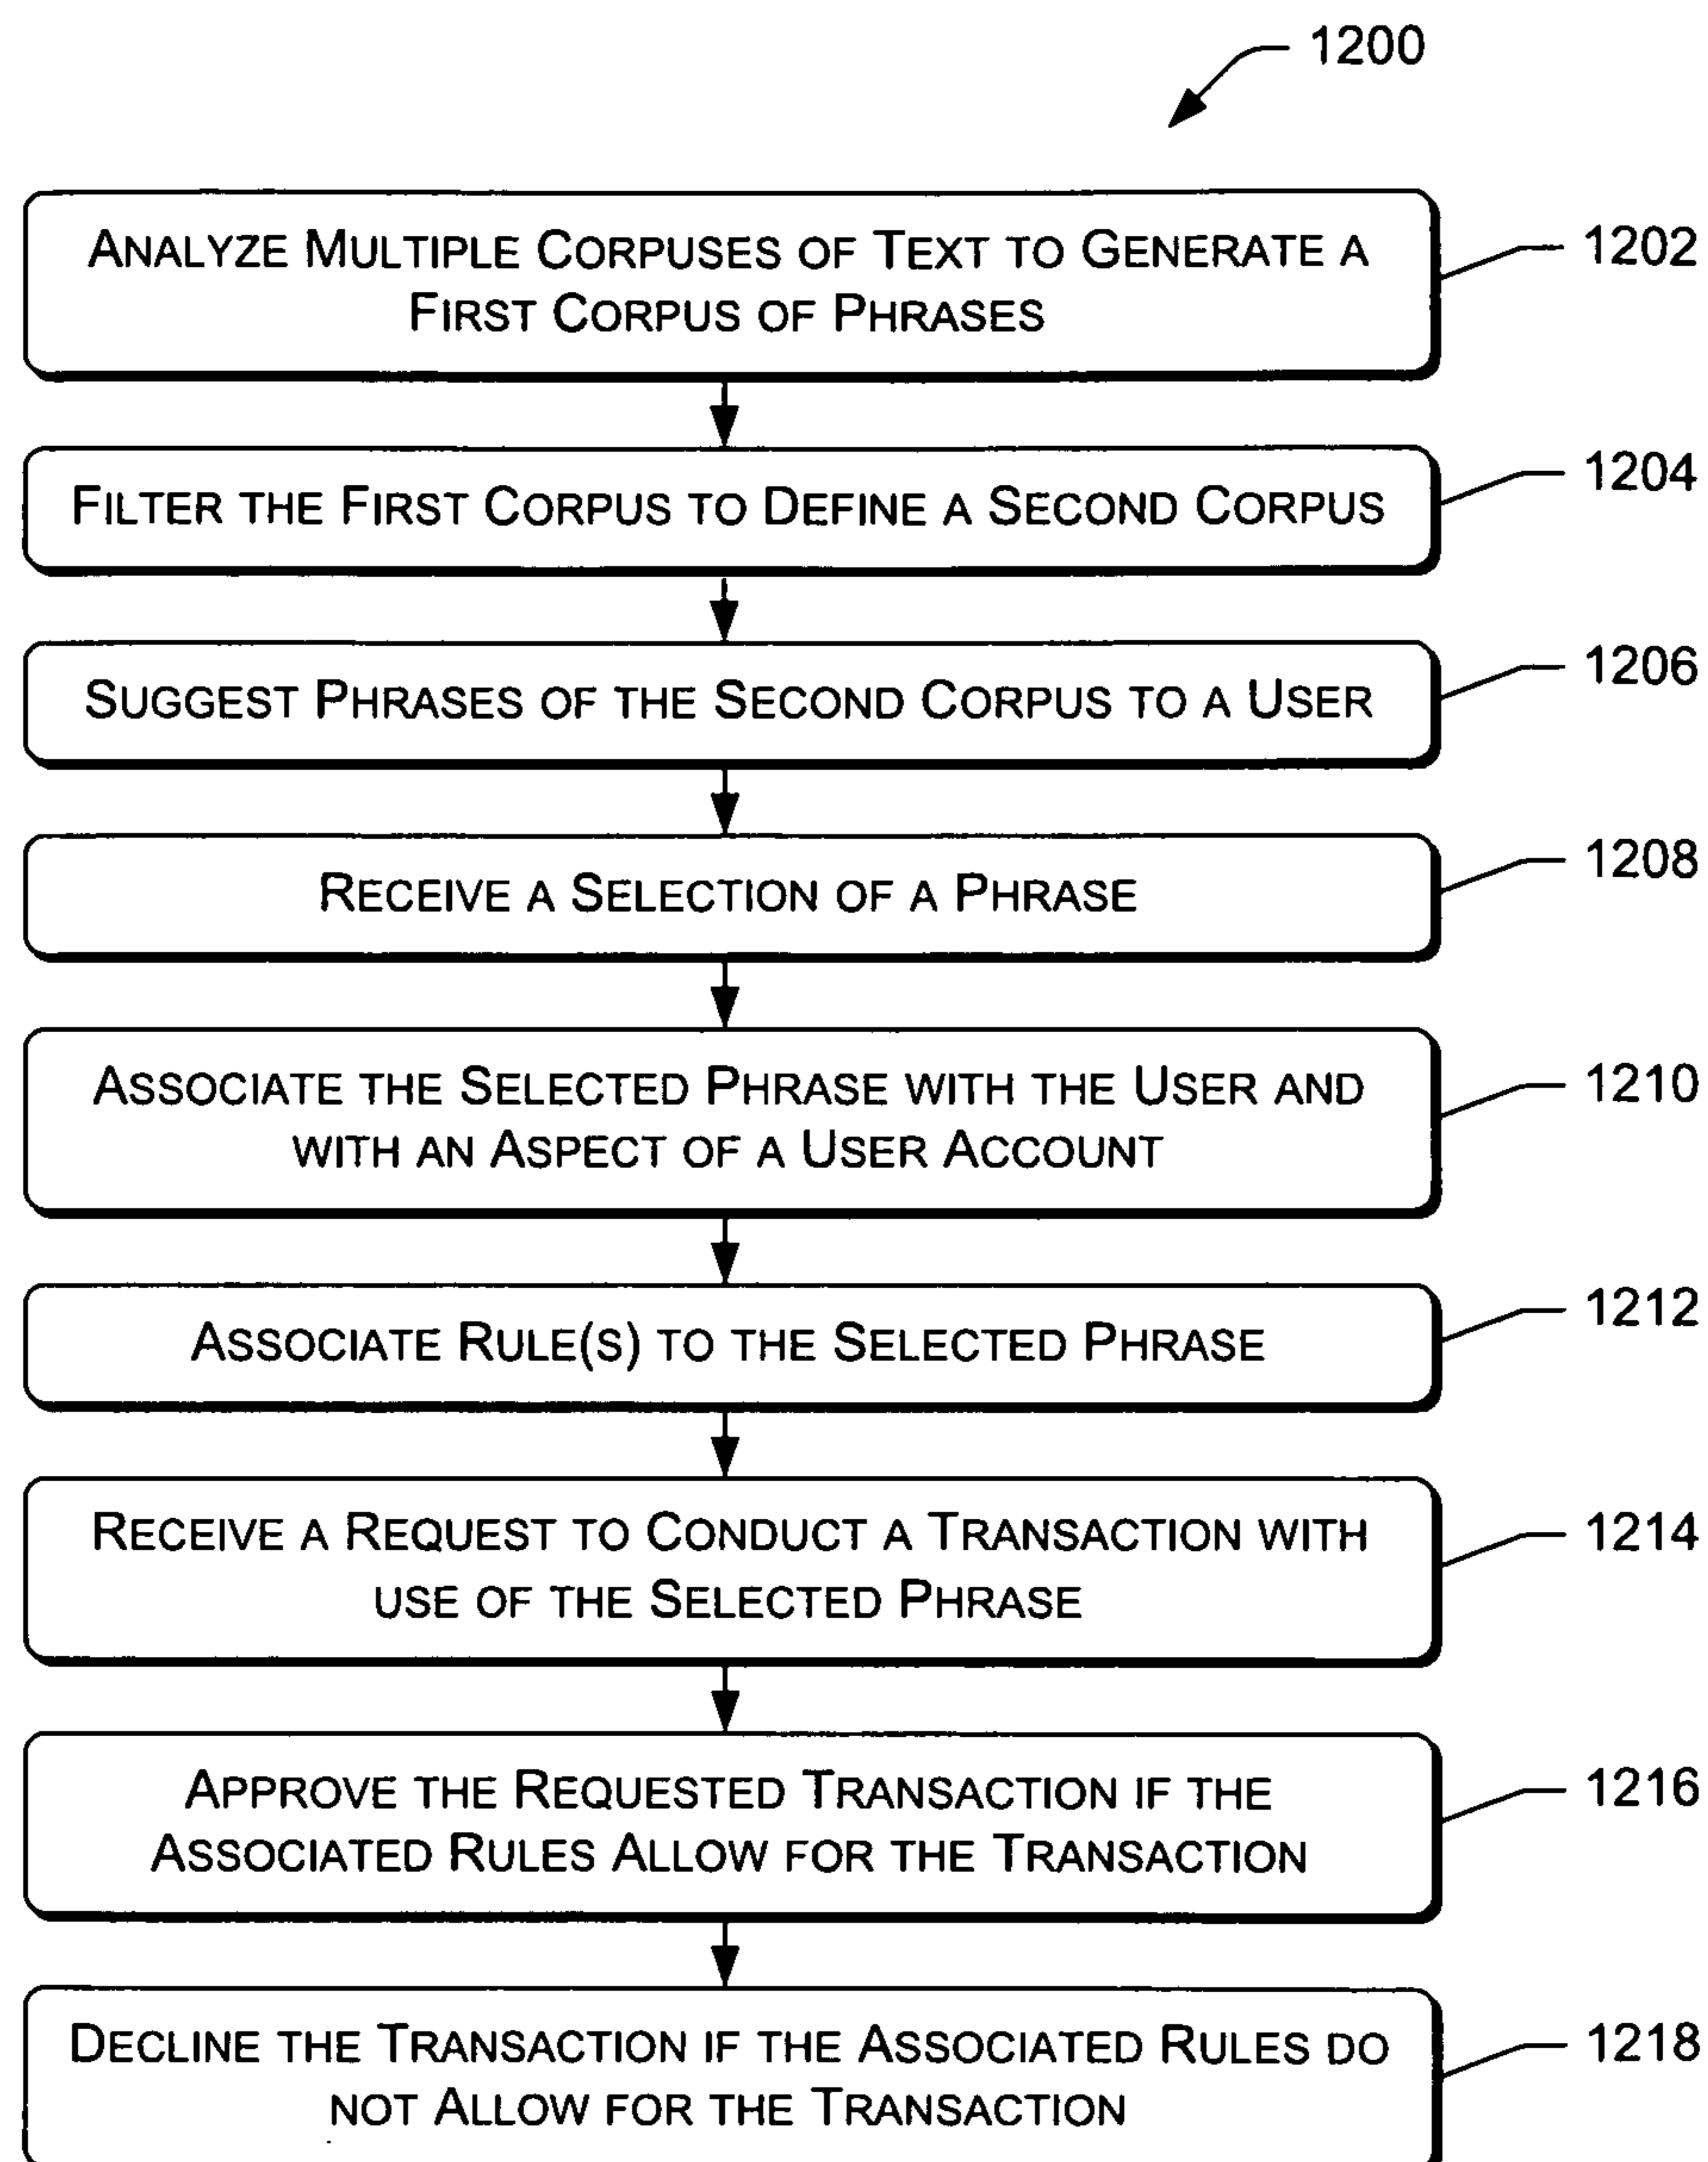 1200
ANALYZE MULTIPLE CORPUSES OF TEXT TO GENERATE A
FIRST CORPUS OF PHRASES
1202
FILTER THE FIRST CORPUS TO DEFINE A SECOND CORPUS
1204
SUGGEST PHRASES OF THE SECOND CORPUS TO A USER
1206
RECEIVE A SELECTION OF A PHRASE
1208
ASSOCIATE THE SELECTED PHRASE WITH THE USER AND
WITH AN ASPECT OF A USER ACCOUNT
1210
ASSOCIATE RULE(S) TO THE SELECTED PHRASE
1212
RECEIVE A REQUEST TO CONDUCT A TRANSACTION WITH
USE OF THE SELECTED PHRASE
1214
APPROVE THE REQUESTED TRANSACTION IF THE
ASSOCIATED RULES ALLOW FOR THE TRANSACTION
1216
DECLINE THE TRANSACTION IF THE ASSOCIATED RULES DO
NOT ALLOW FOR THE TRANSACTION
1218